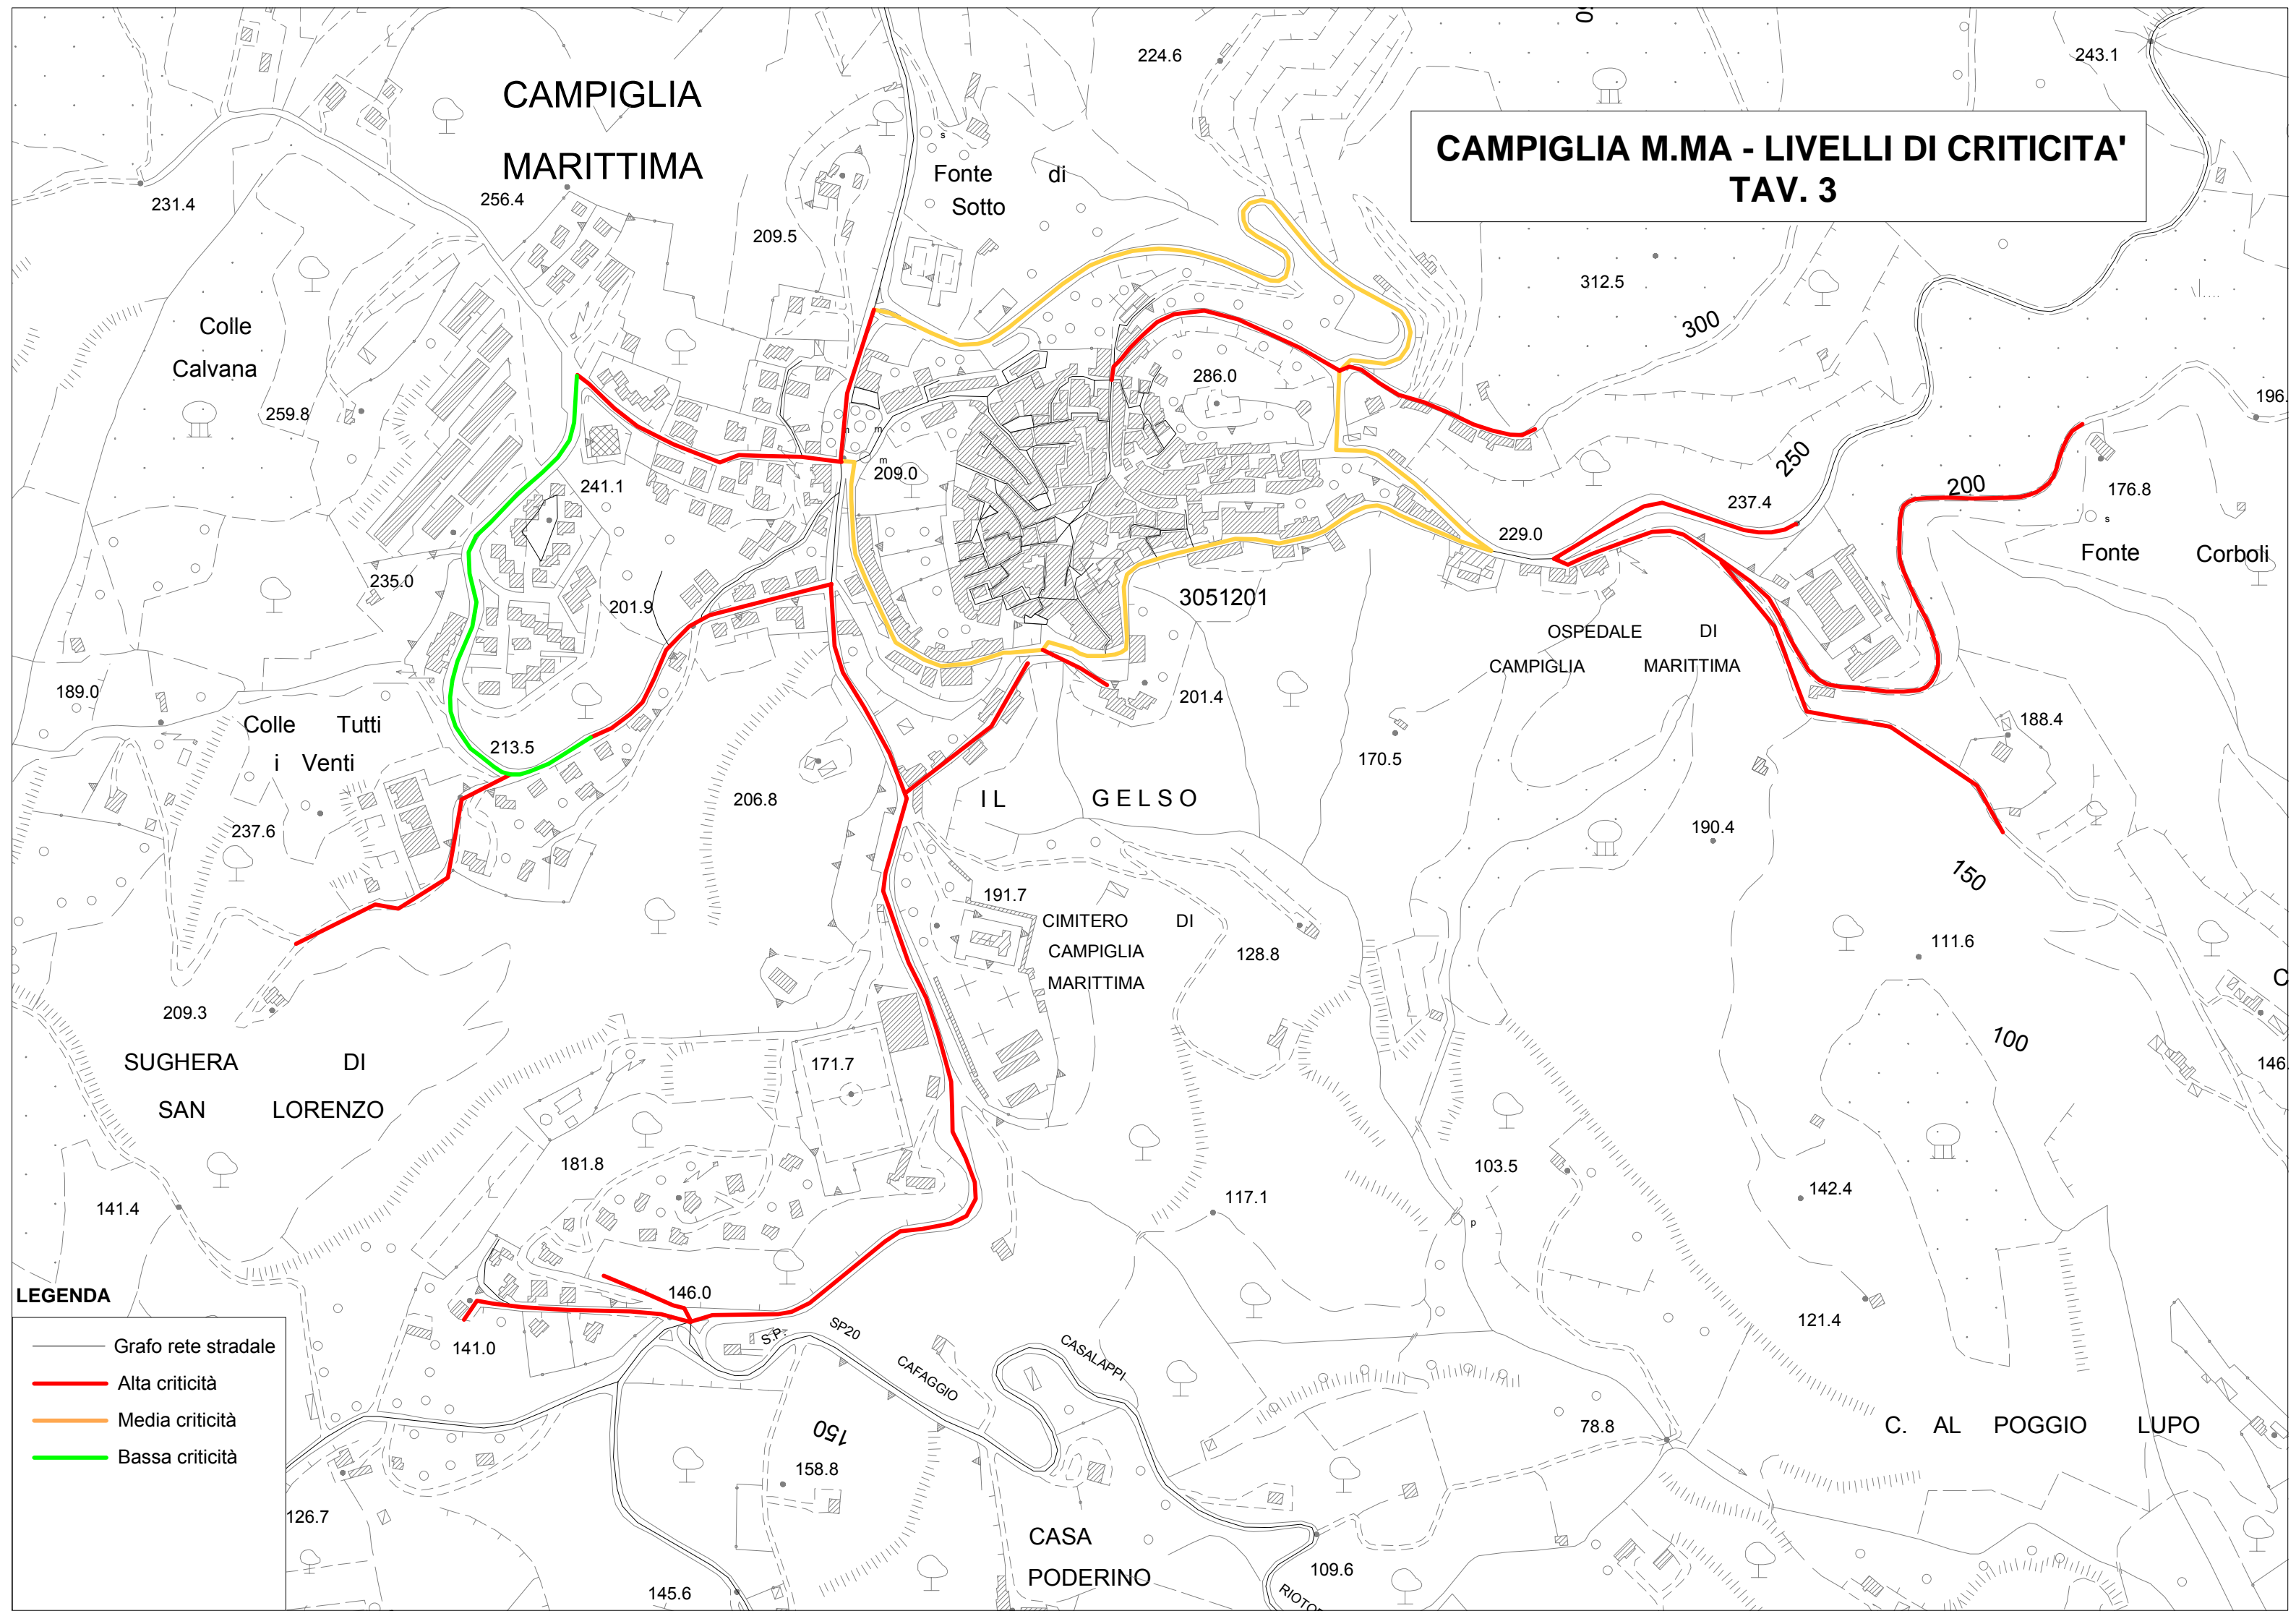 CAMPIGLIA
MARITTIMA
CAMPIGLIA M.MA - LIVELLI DI CRITICITA'
TAV. 3
224.6
243.1
231.4
256.4
209.5
Fonte di
Sotto
s
312.5
300
Colle
Calvana
259.8
286.0
196.
m
m
209.0
241.1
250
200
237.4
176.8
s
229.0
Fonte Corboli
235.0
201.9
3051201
OSPEDALE DI
CAMPIGLIA MARITTIMA
189.0
201.4
188.4
Colle Tutti
i Venti
213.5
170.5
206.8
IL GELSO
237.6
190.4
150
191.7
CIMITERO DI
CAMPIGLIA
MARITTIMA
128.8
111.6
C
209.3
100
SUGHERA DI
SAN LORENZO
171.7
146.
181.8
103.5
142.4
141.4
117.1
p
146.0
141.0
121.4
S.P.
SP20
CAFAGGIO
CASALAPPI
LEGENDA
Grafo rete stradale
Alta criticità
Media criticità
Bassa criticità
150
78.8
C. AL POGGIO LUPO
158.8
126.7
CASA
PODERINO
109.6
145.6